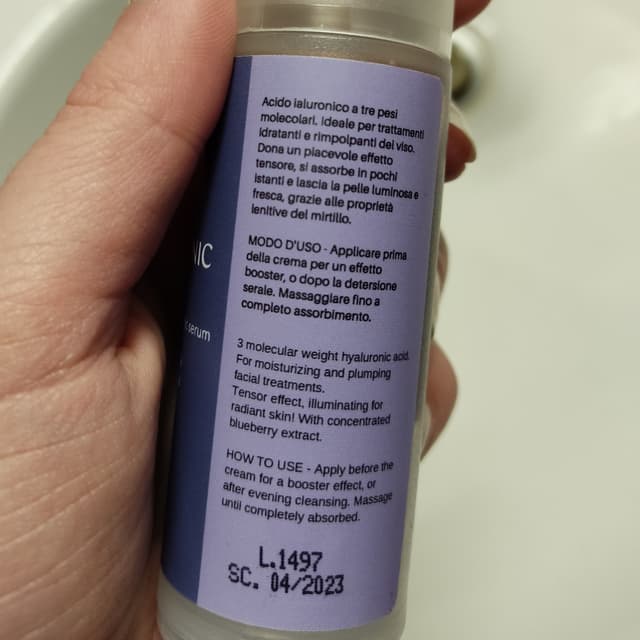 Acido ialuronico a tre pesi
molecolari. Ideale per trattamenti
idratanti e rimpolpanti del viso.
Dona un piacevole effetto
tensore, si assorbe in pochi
istanti e lascia la pelle luminosa e
fresca, grazie alle proprietà
lenitive del mirtillo.
MODO D'USO - Applicare prima
della crema per un effetto
booster, o dopo la detersione
serale. Massaggiare fino a
completo assorbimento.
3 molecular weight hyaluronic acid.
For moisturizing and plumping
facial treatments.
Tensor effect, illuminating for
radiant skin! With concentrated
blueberry extract.
HOW TO USE - Apply before the
cream for a booster effect, or
after evening cleansing. Massage
until completely absorbed.
L.1497
SC. 04/2023
NIC
serum